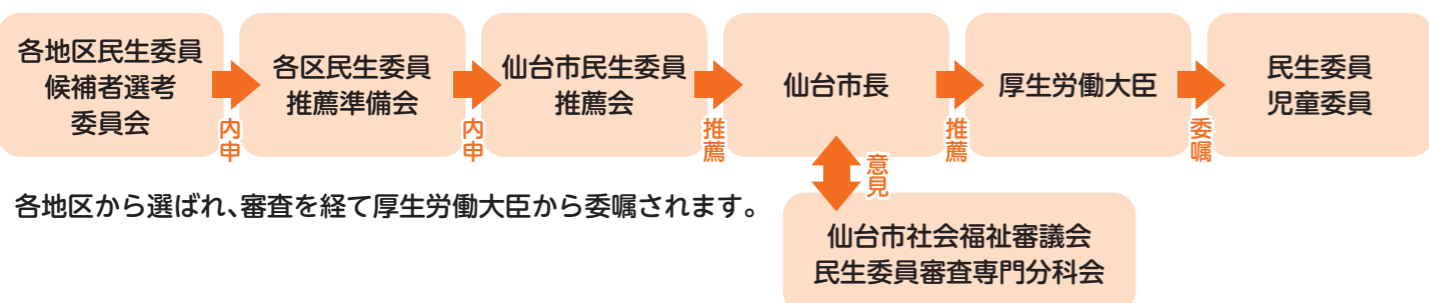 各地区民生委員
候補者選考
委員会
内申
各区民生委員
推薦準備会
内申
仙台市民生委員
推薦会
推薦
仙台市長
推薦
厚生労働大臣
委嘱
民生委員
児童委員
意見
各地区から選ばれ、審査を経て厚生労働大臣から委嘱されます。
仙台市社会福祉審議会
民生委員審査専門分科会